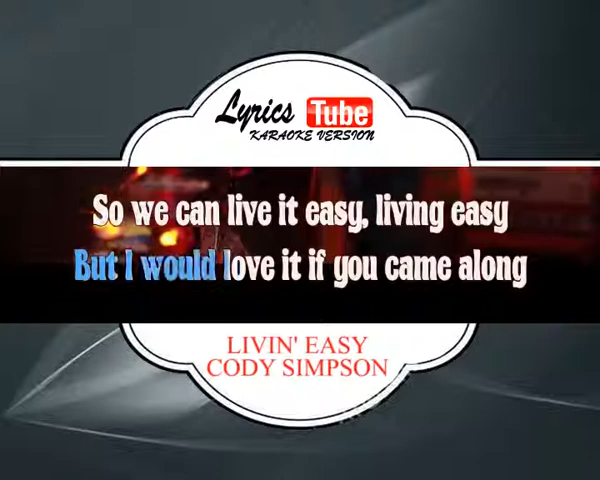 Lyrics Tube
KARAOKE VERSION
So we can live it easy, living easy
But I would love it if you came along
LIVIN' EASY
CODY SIMPSON